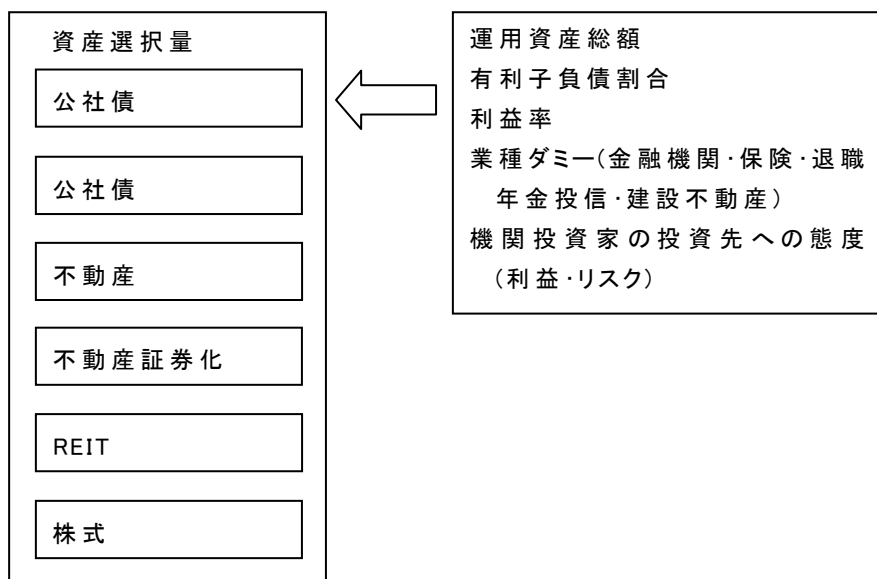 資産選択量
公社債
公社債
不動産
不動産証券化
REIT
株式
運用資産総額
有利子負債割合
利益率
業種ダミー(金融機関・保険・退職
年金投信・建設不動産)
機関投資家の投資先への態度
(利益・リスク)